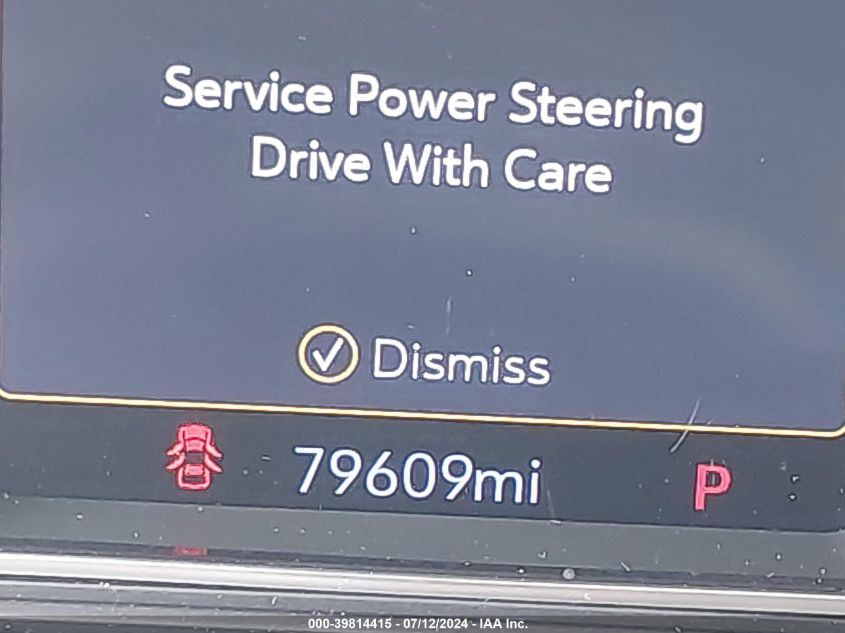 Service Power Steering
Drive With Care
Dismiss
79609mi
P
000-39814415 - 07/12/2024 - IAA Inc.